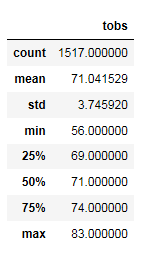 tobs
count 1517.000000
mean 71.041529
std 3.745920
min 56.000000
25% 69.000000
50% 71.000000
75% 74.000000
max 83.000000